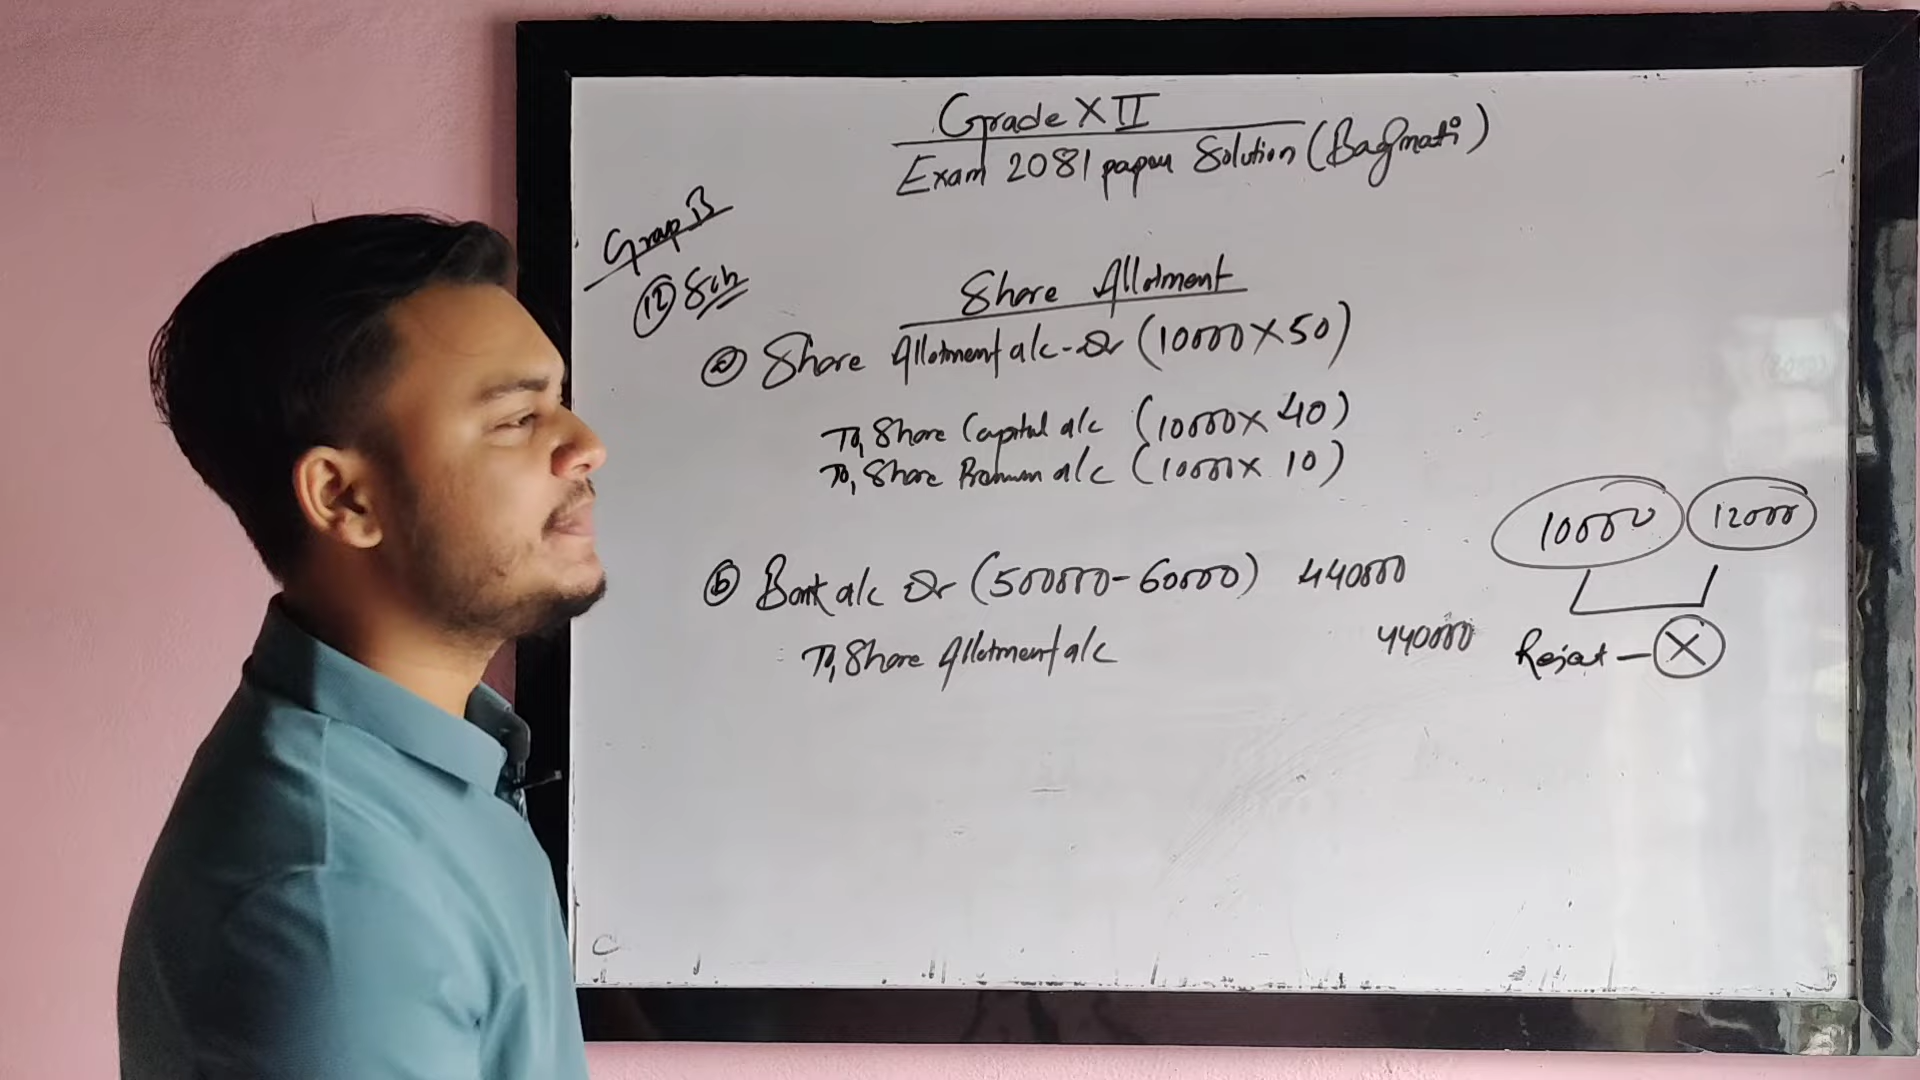 Grade XII
Exam 2081 paper Solution (Bagmati)
Group B
12 Soln
Share Allotment
a) Share Allotment a/c - Dr (10000 X 50)
To, Share Capital a/c (10000 X 40)
To, Share Premium a/c (10000 X 10)
b) Bank a/c Dr (500000 - 60000) 440000
To, Share Allotment a/c 440000
10000 12000
Reject - X